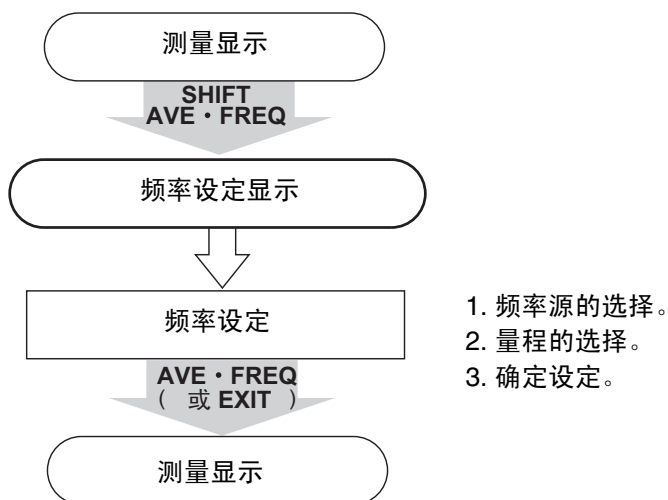 测量显示
SHIFT
AVE・FREQ
频率设定显示
频率设定
1. 频率源的选择。
2. 量程的选择。
3. 确定设定。
AVE・FREQ
（ 或 EXIT ）
测量显示